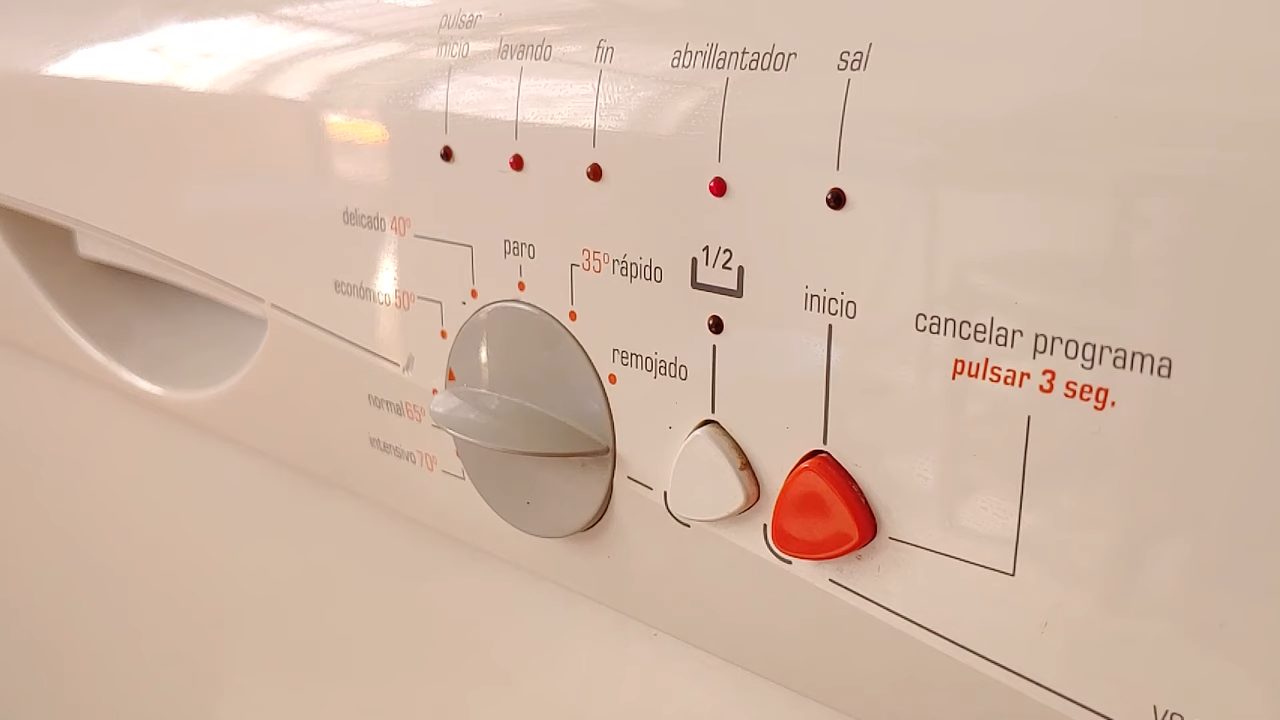 pulsar
inicio
lavando
fin
abrillantador
sal
delicado 40º
paro
35º rápido
1/2
económico 50º
inicio
remojado
cancelar programa
pulsar 3 seg.
normal 65º
intensivo 70º